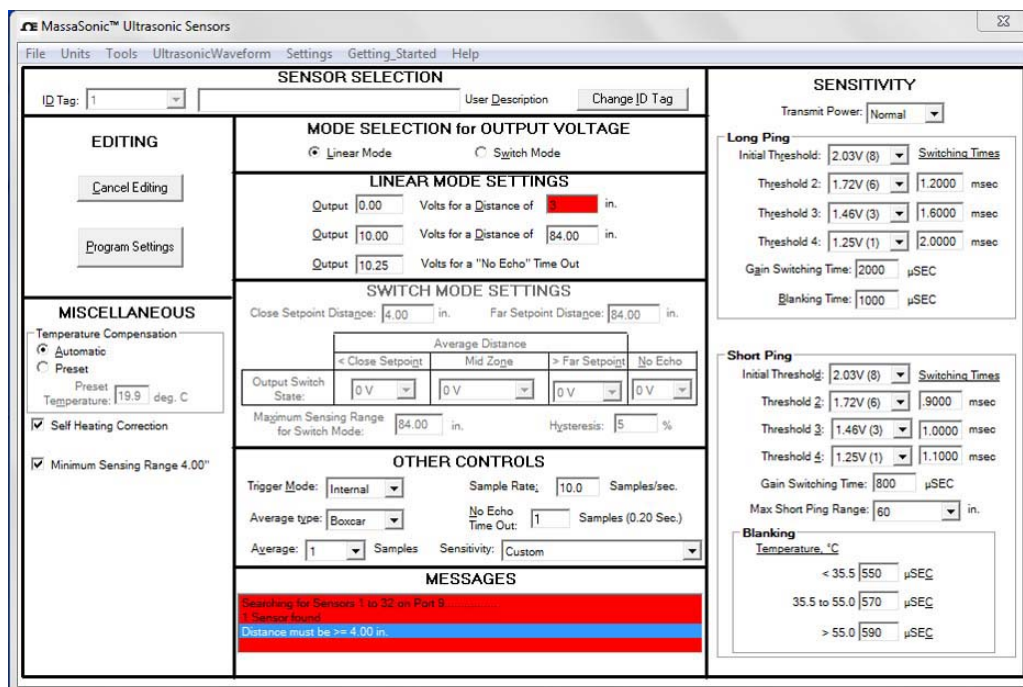 MassaSonic™ Ultrasonic Sensors
File Units Tools UltrasonicWaveform Settings Getting_Started Help
SENSOR SELECTION
ID Tag: 1 User Description Change ID Tag
EDITING
Cancel Editing
Program Settings
MODE SELECTION for OUTPUT VOLTAGE
Linear Mode Switch Mode
LINEAR MODE SETTINGS
Output 0.00 Volts for a Distance of 3 in.
Output 10.00 Volts for a Distance of 84.00 in.
Output 10.25 Volts for a "No Echo" Time Out
MISCELLANEOUS
Temperature Compensation
Automatic
Preset
Preset
Temperature: 19.9 deg. C
Self Heating Correction
Minimum Sensing Range 4.00"
SWITCH MODE SETTINGS
Close Setpoint Distance: 4.00 in. Far Setpoint Distance: 84.00 in.
Average Distance
< Close Setpoint Mid Zone > Far Setpoint No Echo
Output Switch
State: 0 V 0 V 0 V 0 V
Maximum Sensing Range
for Switch Mode: 84.00 in. Hysteresis: 5 %
OTHER CONTROLS
Trigger Mode: Internal Sample Rate: 10.0 Samples/sec.
Average type: Boxcar No Echo
Time Out: 1 Samples (0.20 Sec.)
Average: 1 Samples Sensitivity: Custom
MESSAGES
Searching for Sensors 1 to 32 on Port 9................
1 Sensor found
Distance must be >= 4.00 in.
SENSITIVITY
Transmit Power: Normal
Long Ping
Initial Threshold: 2.03V (8) Switching Times
Threshold 2: 1.72V (6) 1.2000 msec
Threshold 3: 1.46V (3) 1.6000 msec
Threshold 4: 1.25V (1) 2.0000 msec
Gain Switching Time: 2000 µSEC
Blanking Time: 1000 µSEC
Short Ping
Initial Threshold: 2.03V (8) Switching Times
Threshold 2: 1.72V (6) .9000 msec
Threshold 3: 1.46V (3) 1.0000 msec
Threshold 4: 1.25V (1) 1.1000 msec
Gain Switching Time: 800 µSEC
Max Short Ping Range: 60 in.
Blanking
Temperature, °C
< 35.5 550 µSEC
35.5 to 55.0 570 µSEC
> 55.0 590 µSEC